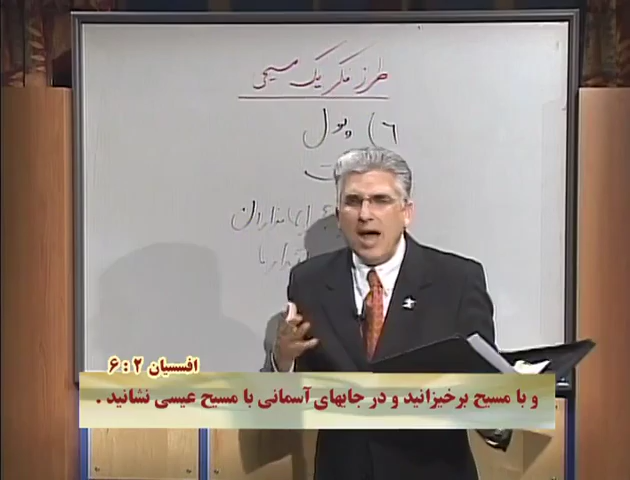 طرز فکر یک مسیحی
۶) پول
ایمانداران
افسسیان ۲ : ۶
و با مسیح برخیزانید و در جایهای آسمانی با مسیح عیسی نشانید .